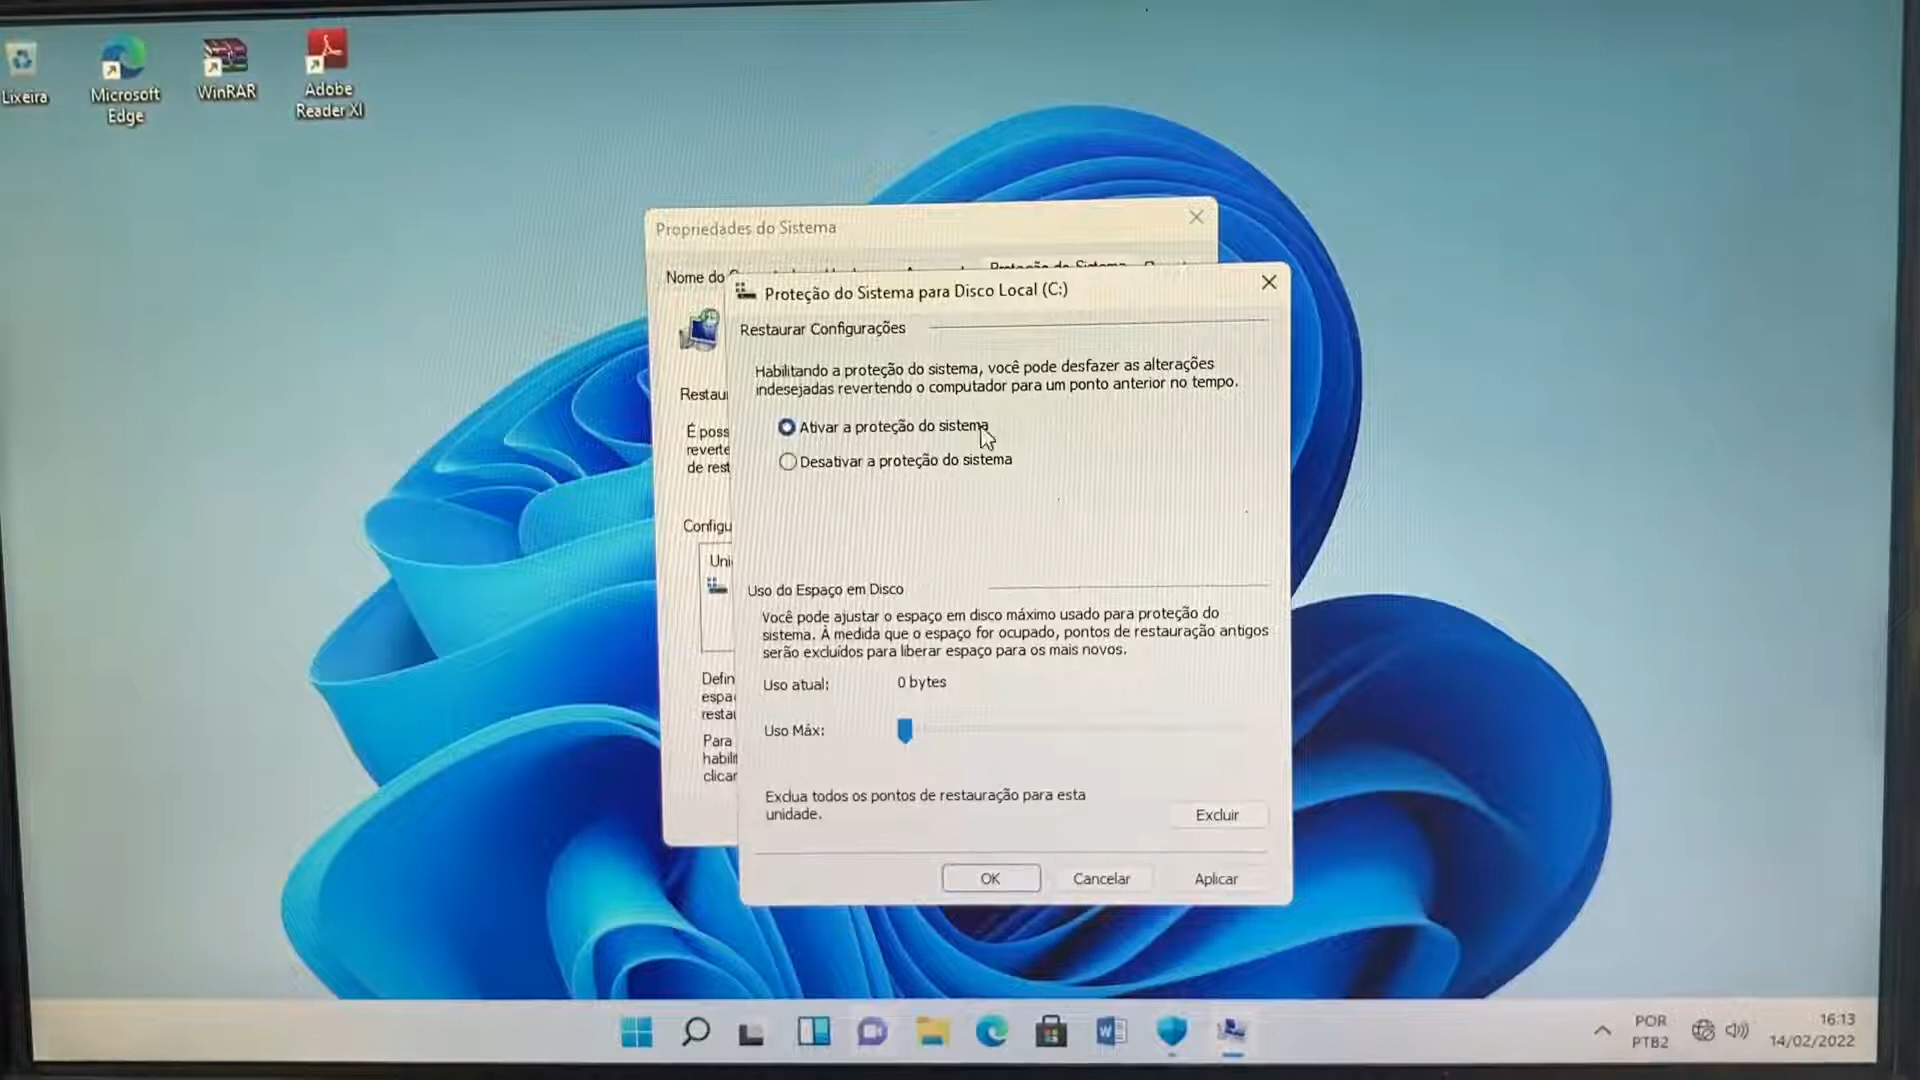 Lixeira
Microsoft
Edge
WinRAR
Adobe
Reader XI
Propriedades do Sistema
Nome do
Proteção do Sistema
Proteção do Sistema para Disco Local (C:)
Restaurar Configurações
Habilitando a proteção do sistema, você pode desfazer as alterações
indesejadas revertendo o computador para um ponto anterior no tempo.
Ativar a proteção do sistema
Desativar a proteção do sistema
Restau
É poss
reverte
de rest
Configu
Uni
Uso do Espaço em Disco
Você pode ajustar o espaço em disco máximo usado para proteção do
sistema. À medida que o espaço for ocupado, pontos de restauração antigos
serão excluídos para liberar espaço para os mais novos.
Uso atual: 0 bytes
Uso Máx:
Defin
espa
resta
Para
habili
clicar
Exclua todos os pontos de restauração para esta
unidade.
Excluir
OK
Cancelar
Aplicar
POR
PTB2
16:13
14/02/2022